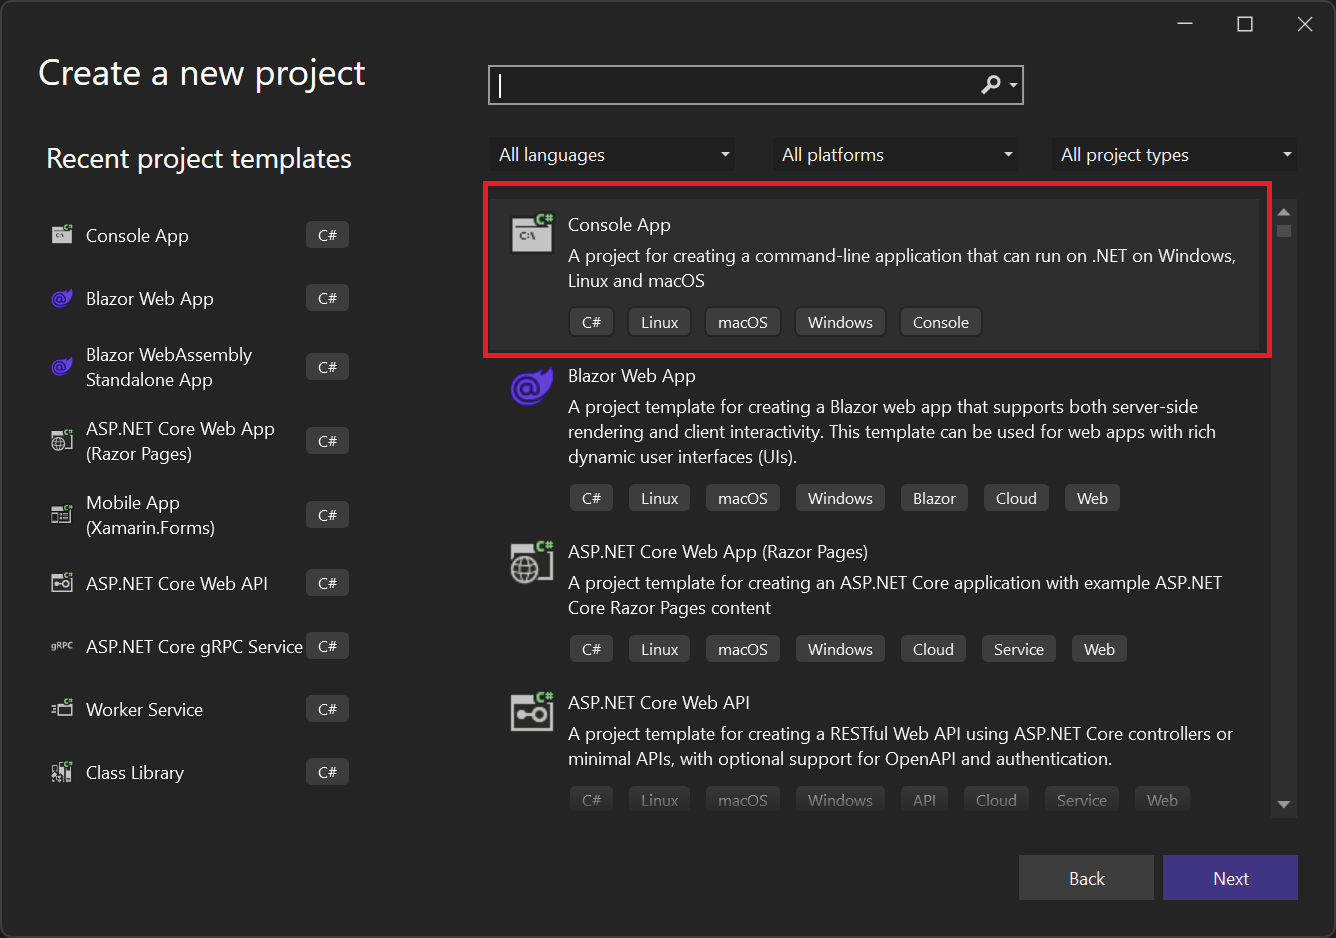 Create a new project
Recent project templates
Console App C#
Blazor Web App C#
Blazor WebAssembly
Standalone App C#
ASP.NET Core Web App
(Razor Pages) C#
Mobile App
(Xamarin.Forms) C#
ASP.NET Core Web API C#
gRPC ASP.NET Core gRPC Service C#
Worker Service C#
Class Library C#
All languages All platforms All project types
C#
C:\
Console App
A project for creating a command-line application that can run on .NET on Windows,
Linux and macOS
C# Linux macOS Windows Console
Blazor Web App
A project template for creating a Blazor web app that supports both server-side
rendering and client interactivity. This template can be used for web apps with rich
dynamic user interfaces (UIs).
C# Linux macOS Windows Blazor Cloud Web
C#
ASP.NET Core Web App (Razor Pages)
A project template for creating an ASP.NET Core application with example ASP.NET
Core Razor Pages content
C# Linux macOS Windows Cloud Service Web
C#
ASP.NET Core Web API
A project template for creating a RESTful Web API using ASP.NET Core controllers or
minimal APIs, with optional support for OpenAPI and authentication.
C# Linux macOS Windows API Cloud Service Web
Back Next